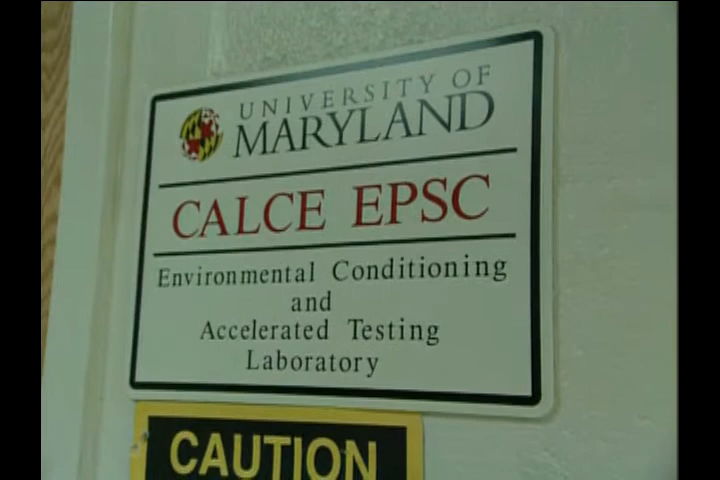 UNIVERSITY OF
MARYLAND
CALCE EPSC
Environmental Conditioning
and
Accelerated Testing
Laboratory
CAUTION